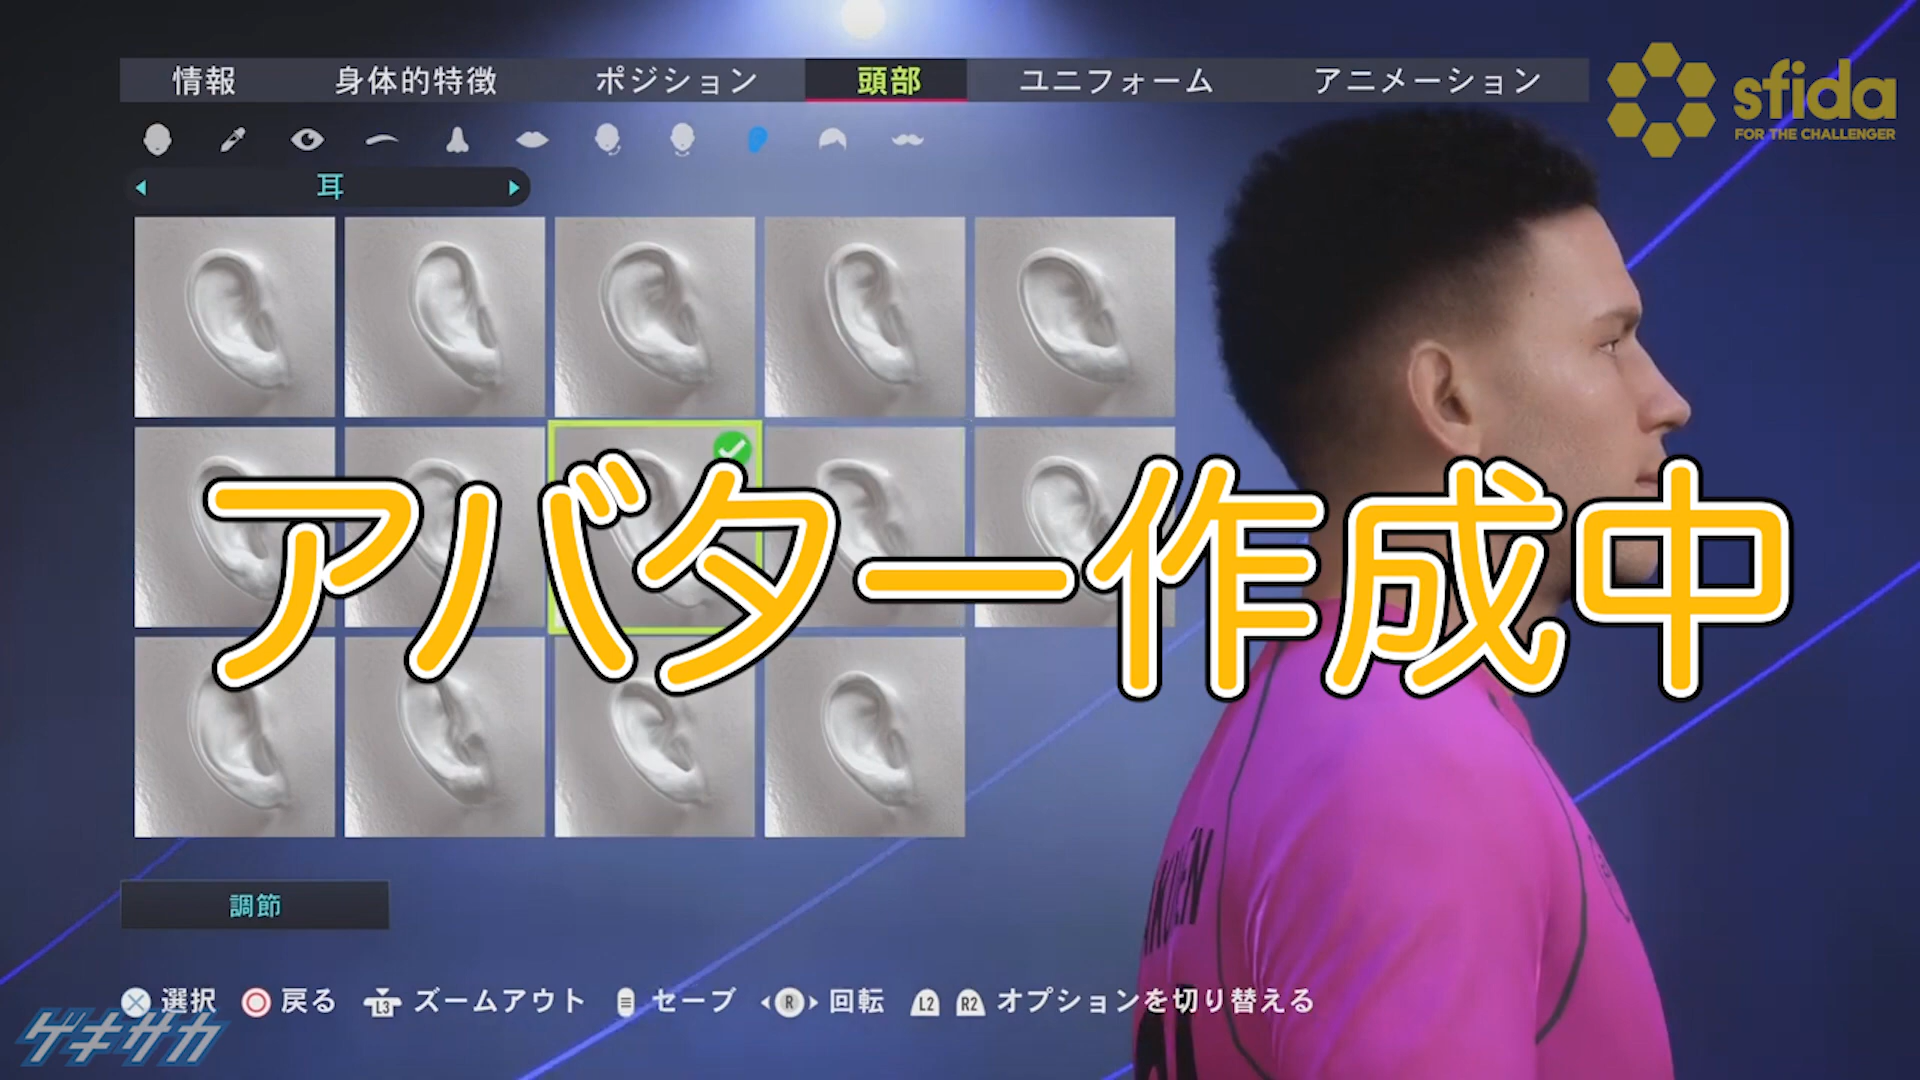 情報 身体的特徴 ポジション 頭部 ユニフォーム アニメーション
sfida
FOR THE CHALLENGER
耳
アバター作成中
調節
選択 戻る L3 ズームアウト セーブ R 回転 L2 R2 オプションを切り替える
ゲキサカ